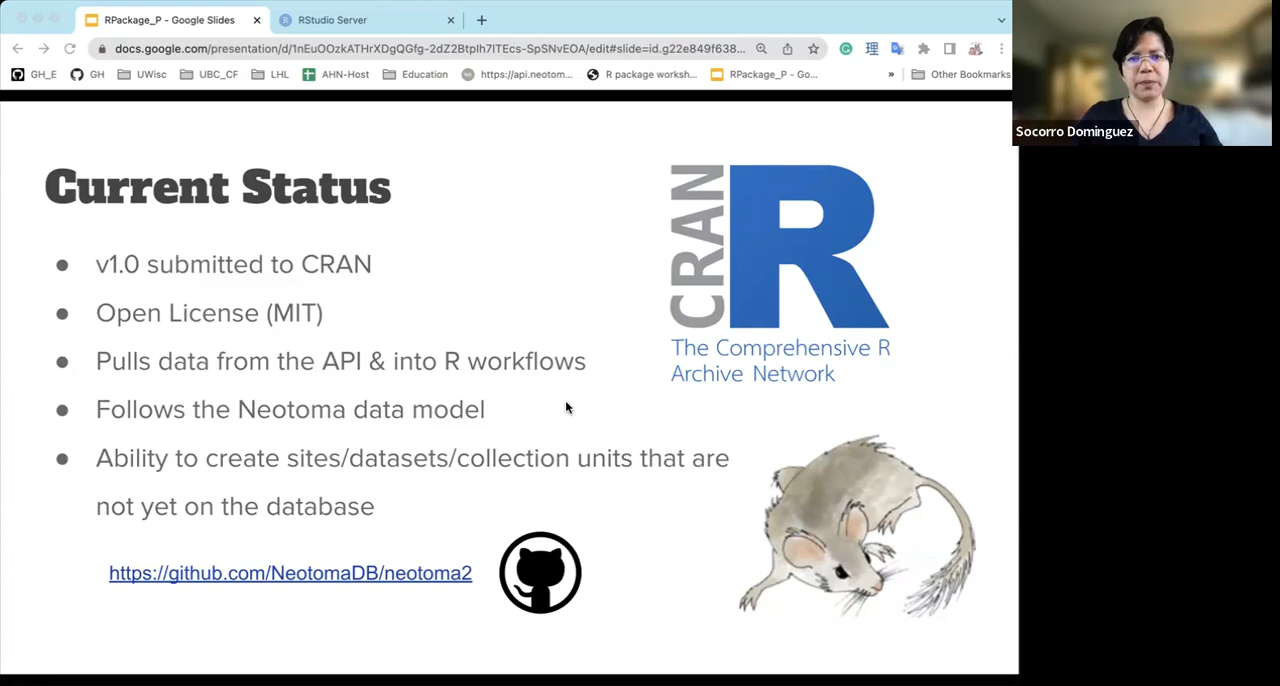 RPackage_P - Google Slides
RStudio Server
docs.google.com/presentation/d/1nEuOOzkATHrXDgQGfg-2dZ2BtpIh7ITEcs-SpSNvEOA/edit#slide=id.g22e849f638...
理
GH_E
GH
UWisc
UBC_CF
LHL
AHN-Host
Education
https://api.neotom...
R package worksh...
RPackage_P - Go...
»
Other Bookmarks
Socorro Dominguez
Current Status
● v1.0 submitted to CRAN
● Open License (MIT)
● Pulls data from the API & into R workflows
● Follows the Neotoma data model
● Ability to create sites/datasets/collection units that are
not yet on the database
https://github.com/NeotomaDB/neotoma2
CRAN
R
The Comprehensive R
Archive Network